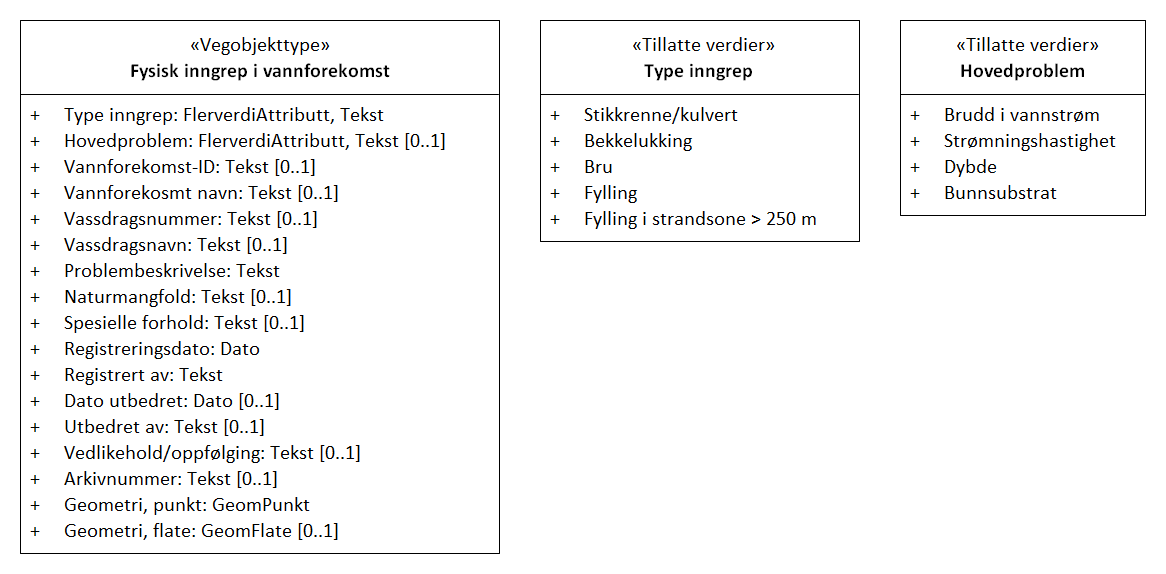 «Vegobjekttype»
Fysisk inngrep i vannforekomst
+ Type inngrep: FlerverdiAttributt, Tekst
+ Hovedproblem: FlerverdiAttributt, Tekst [0..1]
+ Vannforekomst-ID: Tekst [0..1]
+ Vannforekosmt navn: Tekst [0..1]
+ Vassdragsnummer: Tekst [0..1]
+ Vassdragsnavn: Tekst [0..1]
+ Problembeskrivelse: Tekst
+ Naturmangfold: Tekst [0..1]
+ Spesielle forhold: Tekst [0..1]
+ Registreringsdato: Dato
+ Registrert av: Tekst
+ Dato utbedret: Dato [0..1]
+ Utbedret av: Tekst [0..1]
+ Vedlikehold/oppfølging: Tekst [0..1]
+ Arkivnummer: Tekst [0..1]
+ Geometri, punkt: GeomPunkt
+ Geometri, flate: GeomFlate [0..1]
«Tillatte verdier»
Type inngrep
+ Stikkrenne/kulvert
+ Bekkelukking
+ Bru
+ Fylling
+ Fylling i strandsone > 250 m
«Tillatte verdier»
Hovedproblem
+ Brudd i vannstrøm
+ Strømningshastighet
+ Dybde
+ Bunnsubstrat